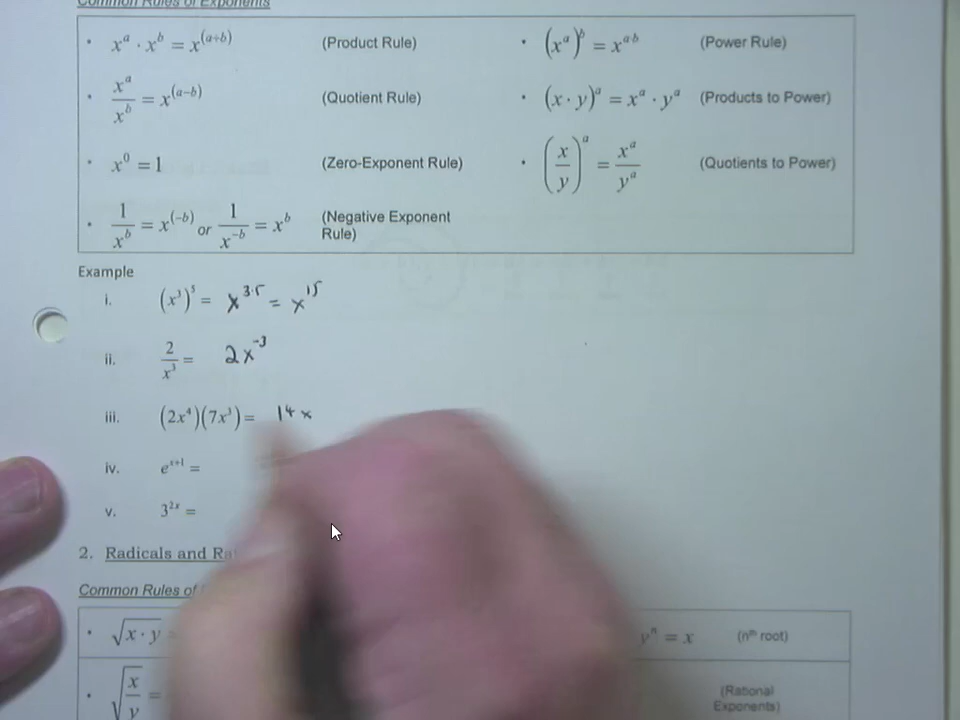 Common Rules of Exponents
• x^a · x^b = x^(a+b) (Product Rule) • (x^a)^b = x^(a·b) (Power Rule)
• x^a / x^b = x^(a−b) (Quotient Rule) • (x · y)^a = x^a · y^a (Products to Power)
• x^0 = 1 (Zero-Exponent Rule) • (x/y)^a = x^a / y^a (Quotients to Power)
• 1/x^b = x^(−b) or 1/x^−b = x^b (Negative Exponent
Rule)
Example
i. (x^3)^5 = x^3·5 = x^15
ii. 2/x^3 = 2x^-3
iii. (2x^4)(7x^3) = 14x
iv. e^x+1 =
v. 3^2x =
2. Radicals and
Common Rules of
• √x · y = y^n = x (n^th root)
• √x/y = (Rational
Exponents)